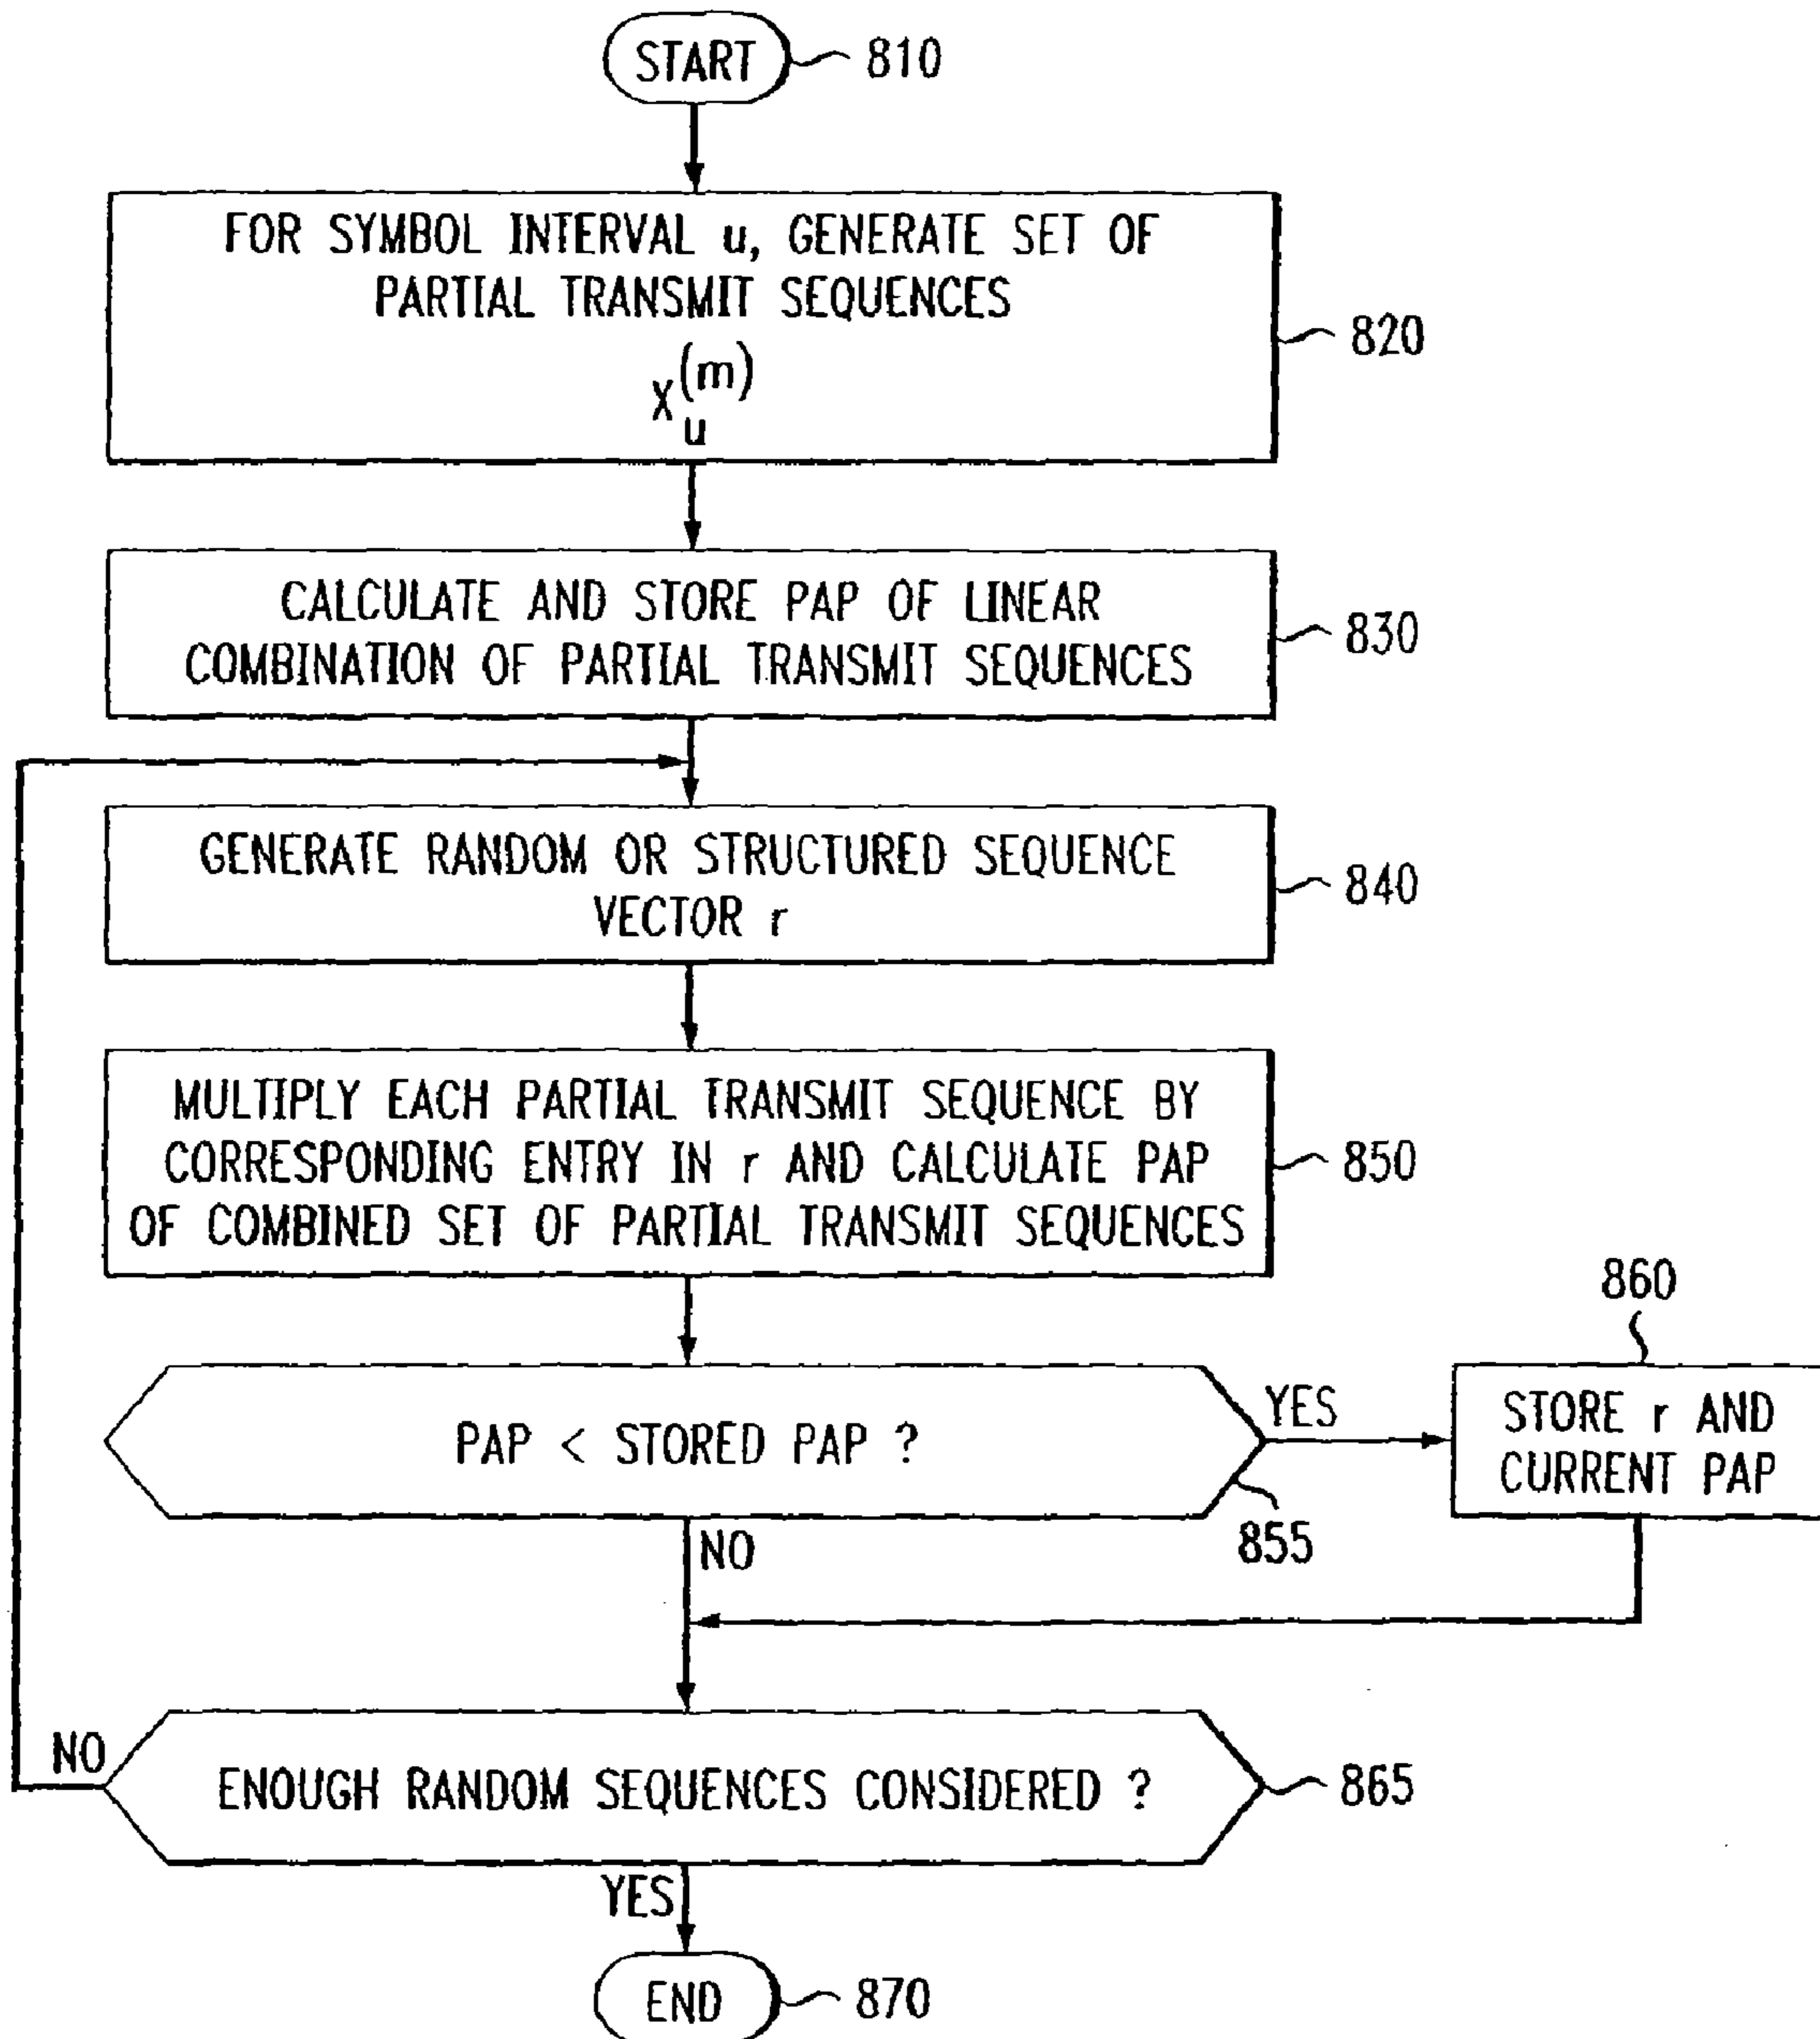 START
810
FOR SYMBOL INTERVAL u, GENERATE SET OF
PARTIAL TRANSMIT SEQUENCES
x_u^(m)
820
CALCULATE AND STORE PAP OF LINEAR
COMBINATION OF PARTIAL TRANSMIT SEQUENCES
830
GENERATE RANDOM OR STRUCTURED SEQUENCE
VECTOR r
840
MULTIPLY EACH PARTIAL TRANSMIT SEQUENCE BY
CORRESPONDING ENTRY IN r AND CALCULATE PAP
OF COMBINED SET OF PARTIAL TRANSMIT SEQUENCES
850
PAP < STORED PAP ?
855
YES
860
STORE r AND
CURRENT PAP
NO
ENOUGH RANDOM SEQUENCES CONSIDERED ?
865
NO
YES
END
870